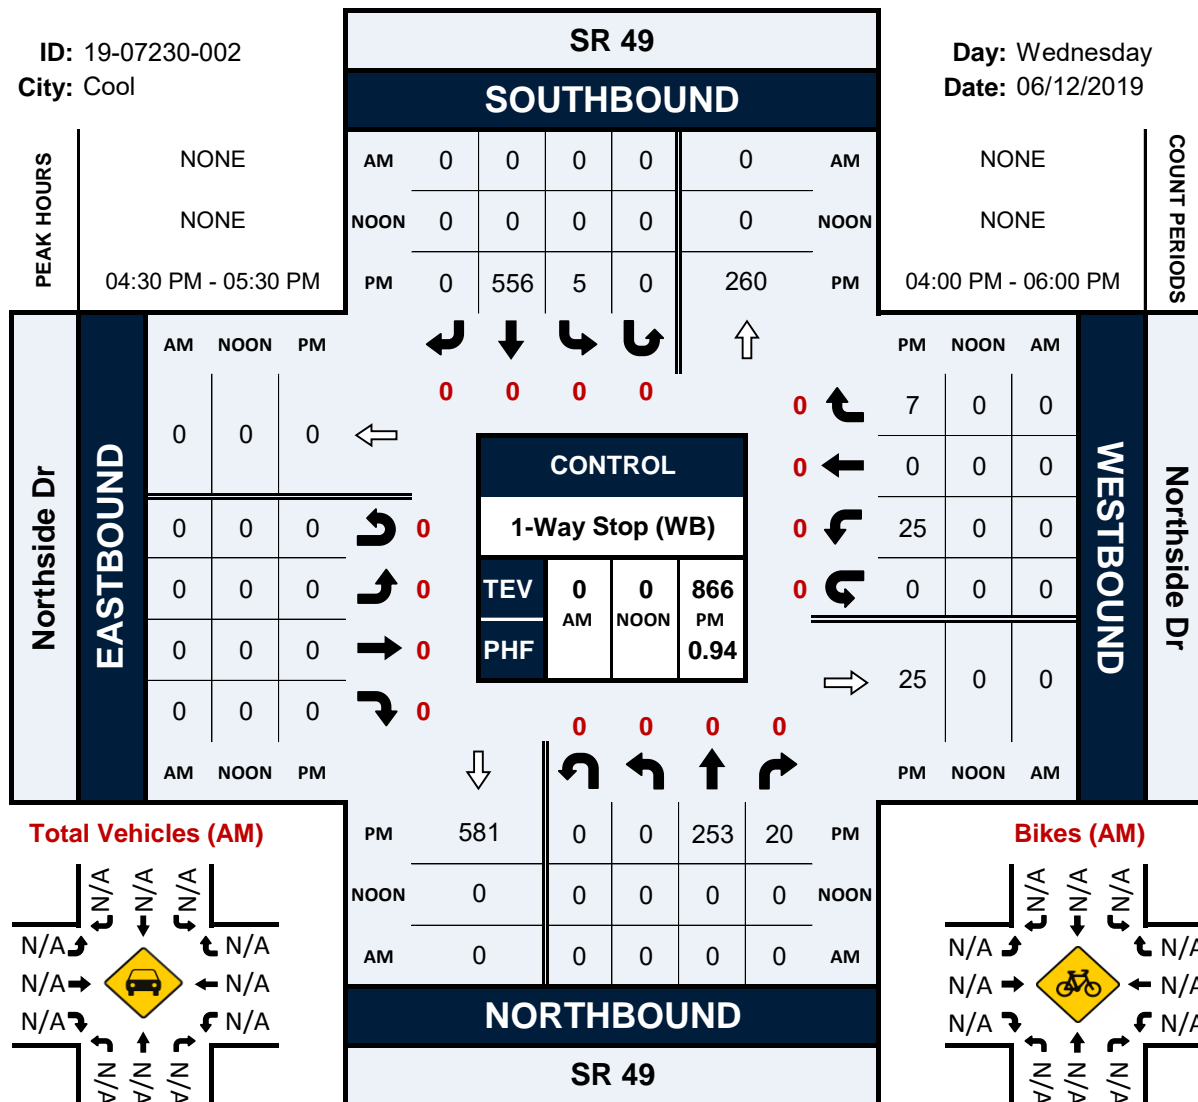 ID: 19-07230-002
City: Cool
SR 49
SOUTHBOUND
Day: Wednesday
Date: 06/12/2019
PEAK HOURS
NONE
NONE
04:30 PM - 05:30 PM
AM 0 0 0 0 0 AM
NOON 0 0 0 0 0 NOON
PM 0 556 5 0 260 PM
NONE
NONE
04:00 PM - 06:00 PM
COUNT PERIODS
0 0 0 0
Northside Dr
EASTBOUND
AM NOON PM
0 0 0
0 0 0 0
0 0 0 0
0 0 0 0
0 0 0 0
AM NOON PM
CONTROL
1-Way Stop (WB)
TEV 0 0 866
AM NOON PM
PHF 0.94
PM NOON AM
0 7 0 0
0 0 0 0
0 25 0 0
0 0 0 0
25 0 0
PM NOON AM
WESTBOUND
Northside Dr
0 0 0 0
PM 581 0 0 253 20 PM
NOON 0 0 0 0 0 NOON
AM 0 0 0 0 0 AM
NORTHBOUND
SR 49
Total Vehicles (AM)
N/A N/A N/A
N/A N/A
N/A N/A
N/A N/A
N/A N/A N/A
Bikes (AM)
N/A N/A N/A
N/A N/A
N/A N/A
N/A N/A
N/A N/A N/A